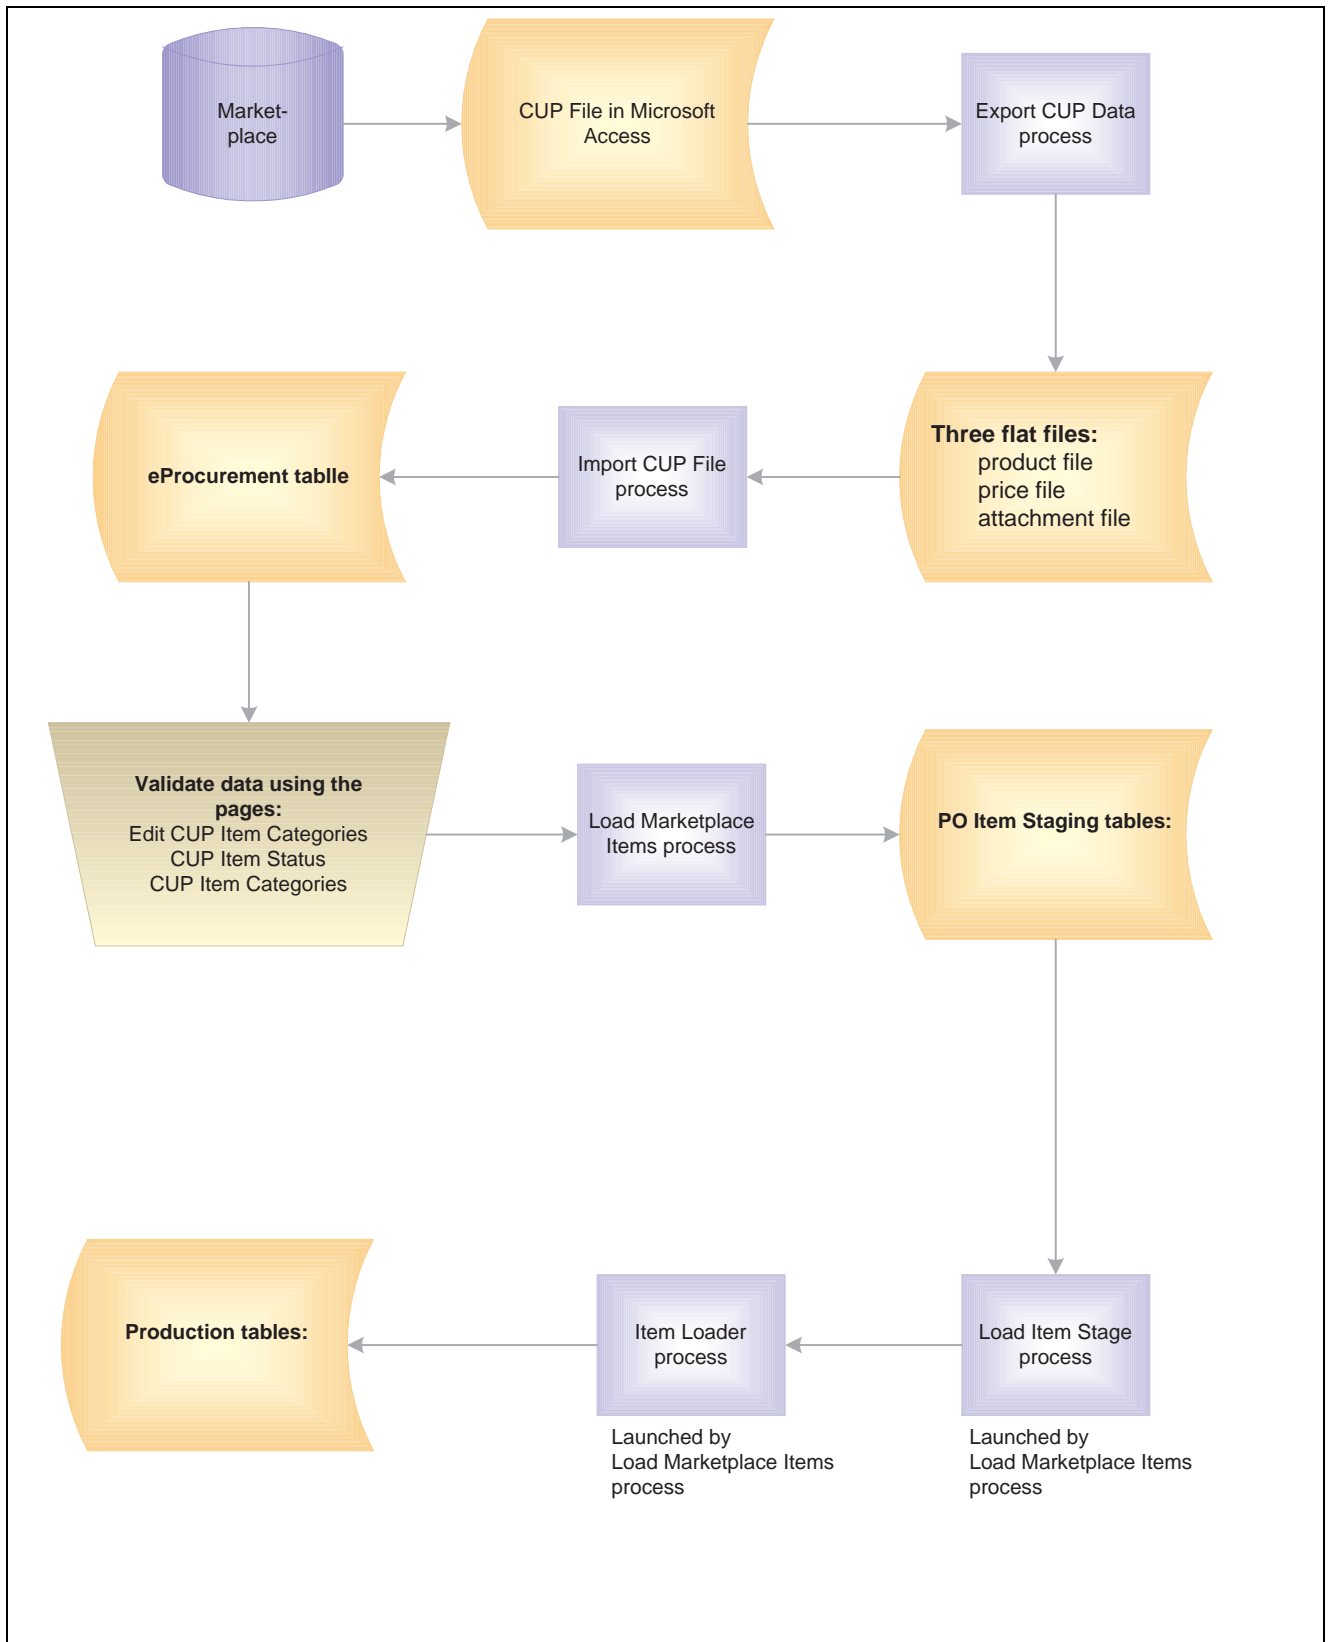 Market-
place
CUP File in Microsoft
Access
Export CUP Data
process
Three flat files:
product file
price file
attachment file
Import CUP File
process
eProcurement tablle
Validate data using the
pages:
Edit CUP Item Categories
CUP Item Status
CUP Item Categories
Load Marketplace
Items process
PO Item Staging tables:
Production tables:
Item Loader
process
Load Item Stage
process
Launched by
Load Marketplace Items
process
Launched by
Load Marketplace Items
process